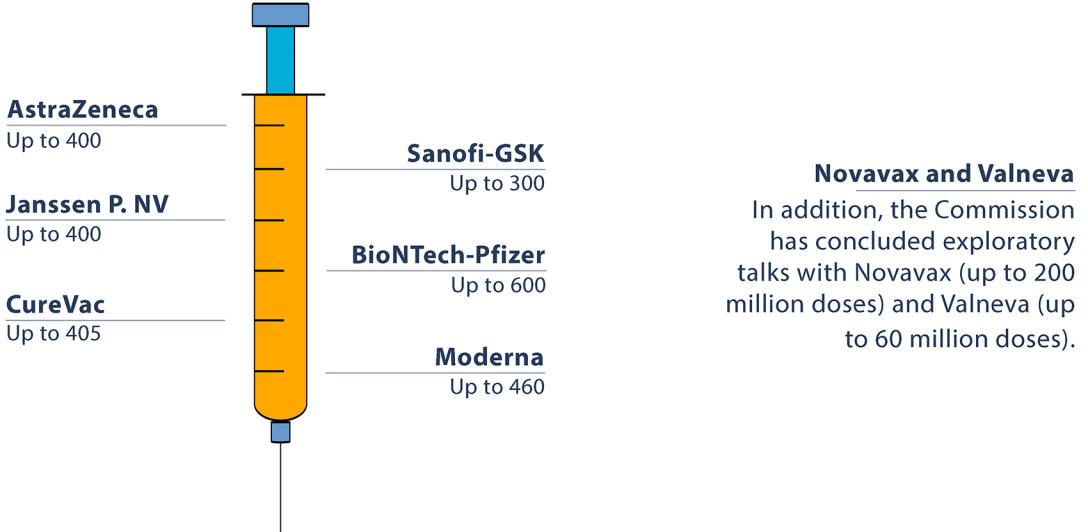 AstraZeneca
Up to 400
Janssen P. NV
Up to 400
CureVac
Up to 405
Sanofi-GSK
Up to 300
BioNTech-Pfizer
Up to 600
Moderna
Up to 460
Novavax and Valneva
In addition, the Commission
has concluded exploratory
talks with Novavax (up to 200
million doses) and Valneva (up
to 60 million doses).